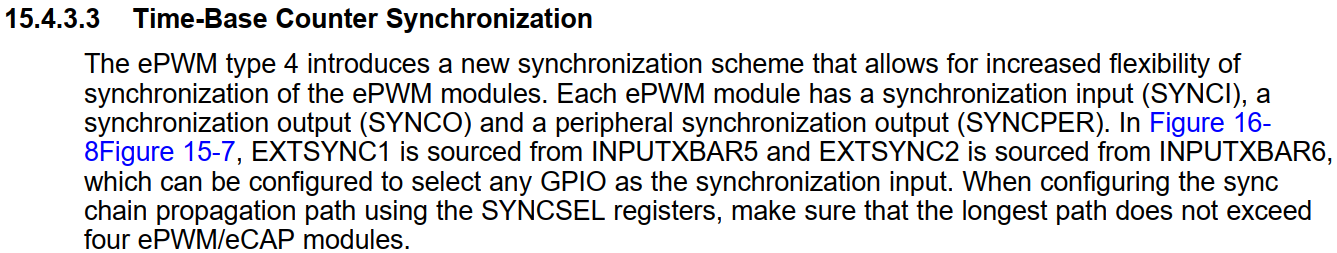 15.4.3.3 Time-Base Counter Synchronization
The ePWM type 4 introduces a new synchronization scheme that allows for increased flexibility of
synchronization of the ePWM modules. Each ePWM module has a synchronization input (SYNCI), a
synchronization output (SYNCO) and a peripheral synchronization output (SYNCPER). In Figure 16-
8Figure 15-7, EXTSYNC1 is sourced from INPUTXBAR5 and EXTSYNC2 is sourced from INPUTXBAR6,
which can be configured to select any GPIO as the synchronization input. When configuring the sync
chain propagation path using the SYNCSEL registers, make sure that the longest path does not exceed
four ePWM/eCAP modules.